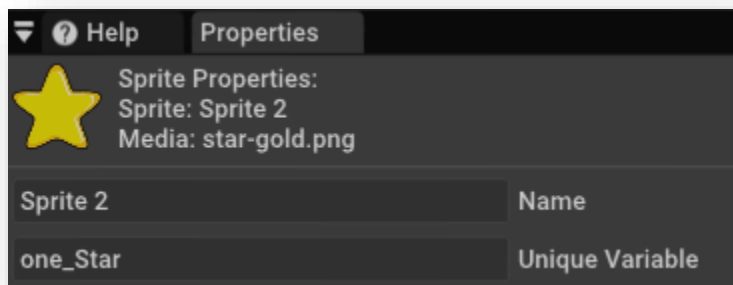 Help Properties
Sprite Properties:
Sprite: Sprite 2
Media: star-gold.png
Sprite 2 Name
one_Star Unique Variable